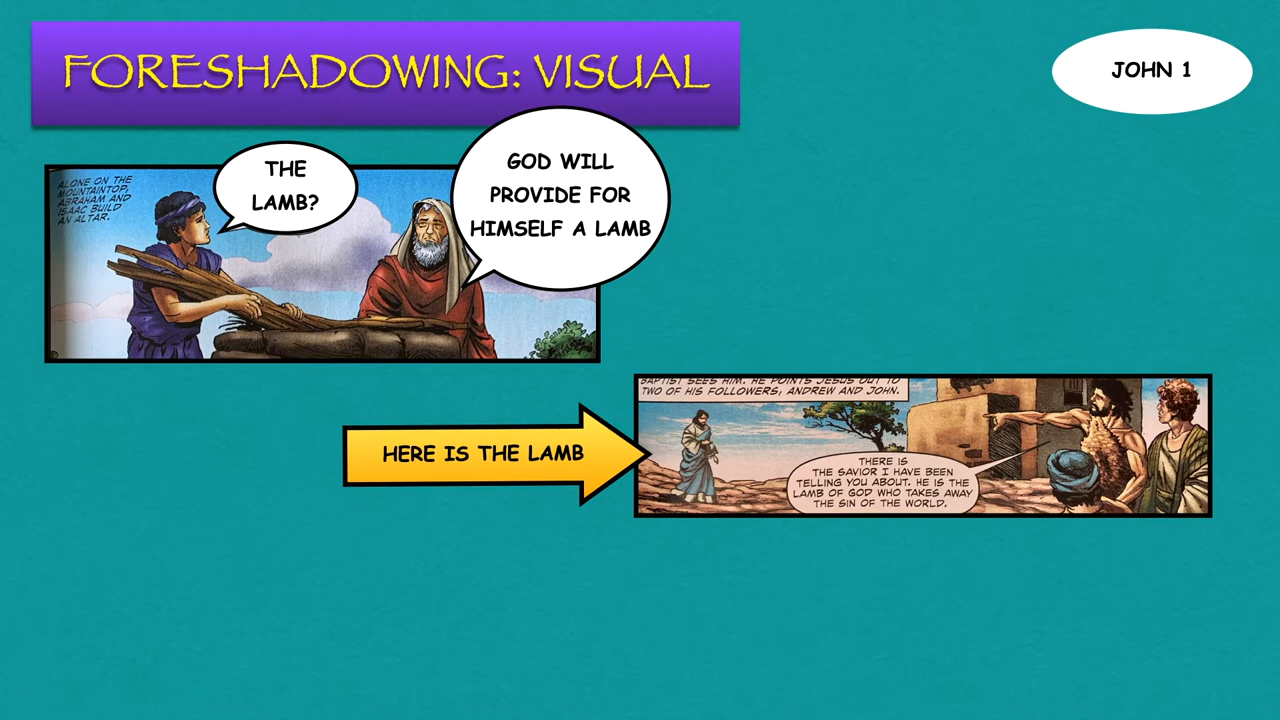 FORESHADOWING: VISUAL
JOHN 1
ALONE ON THE
MOUNTAINTOP,
ABRAHAM AND
ISAAC BUILD
AN ALTAR.
THE
LAMB?
GOD WILL
PROVIDE FOR
HIMSELF A LAMB
HERE IS THE LAMB
BAPTIST SEES HIM. HE POINTS JESUS OUT TO
TWO OF HIS FOLLOWERS, ANDREW AND JOHN.
THERE IS
THE SAVIOR I HAVE BEEN
TELLING YOU ABOUT. HE IS THE
LAMB OF GOD WHO TAKES AWAY
THE SIN OF THE WORLD.